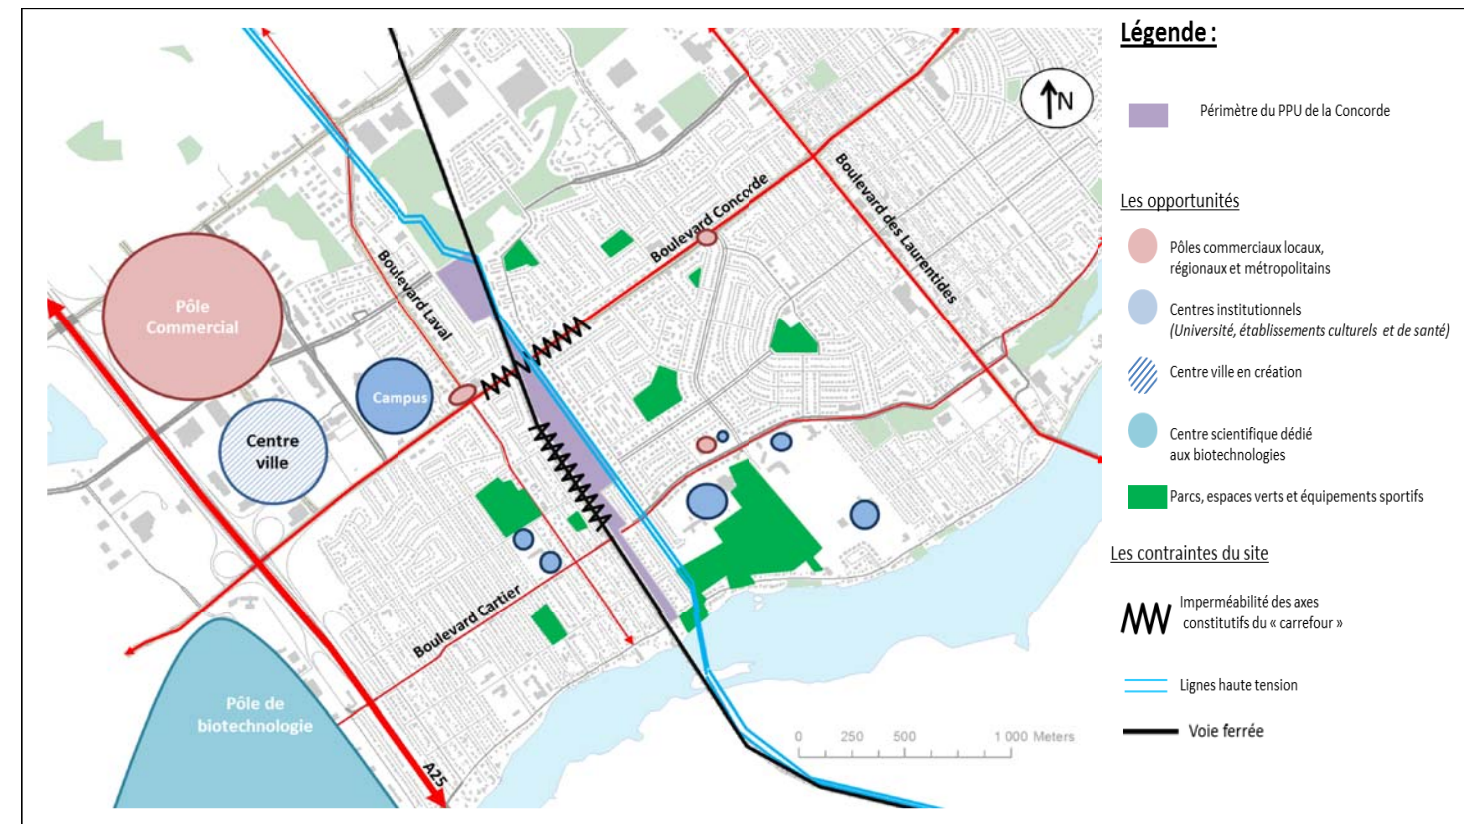 Légende :
N
Périmètre du PPU de la Concorde
Les opportunités
Pôles commerciaux locaux,
régionaux et métropolitains
Centres institutionnels
(Université, établissements culturels et de santé)
Centre ville en création
Centre scientifique dédié
aux biotechnologies
Parcs, espaces verts et équipements sportifs
Les contraintes du site
Imperméabilité des axes
constitutifs du « carrefour »
Lignes haute tension
Voie ferrée
Boulevard Concorde
Boulevard des Laurentides
Boulevard Laval
Pôle
Commercial
Campus
Centre
ville
Boulevard Cartier
Pôle de
biotechnologie
A25
0 250 500 1 000 Meters